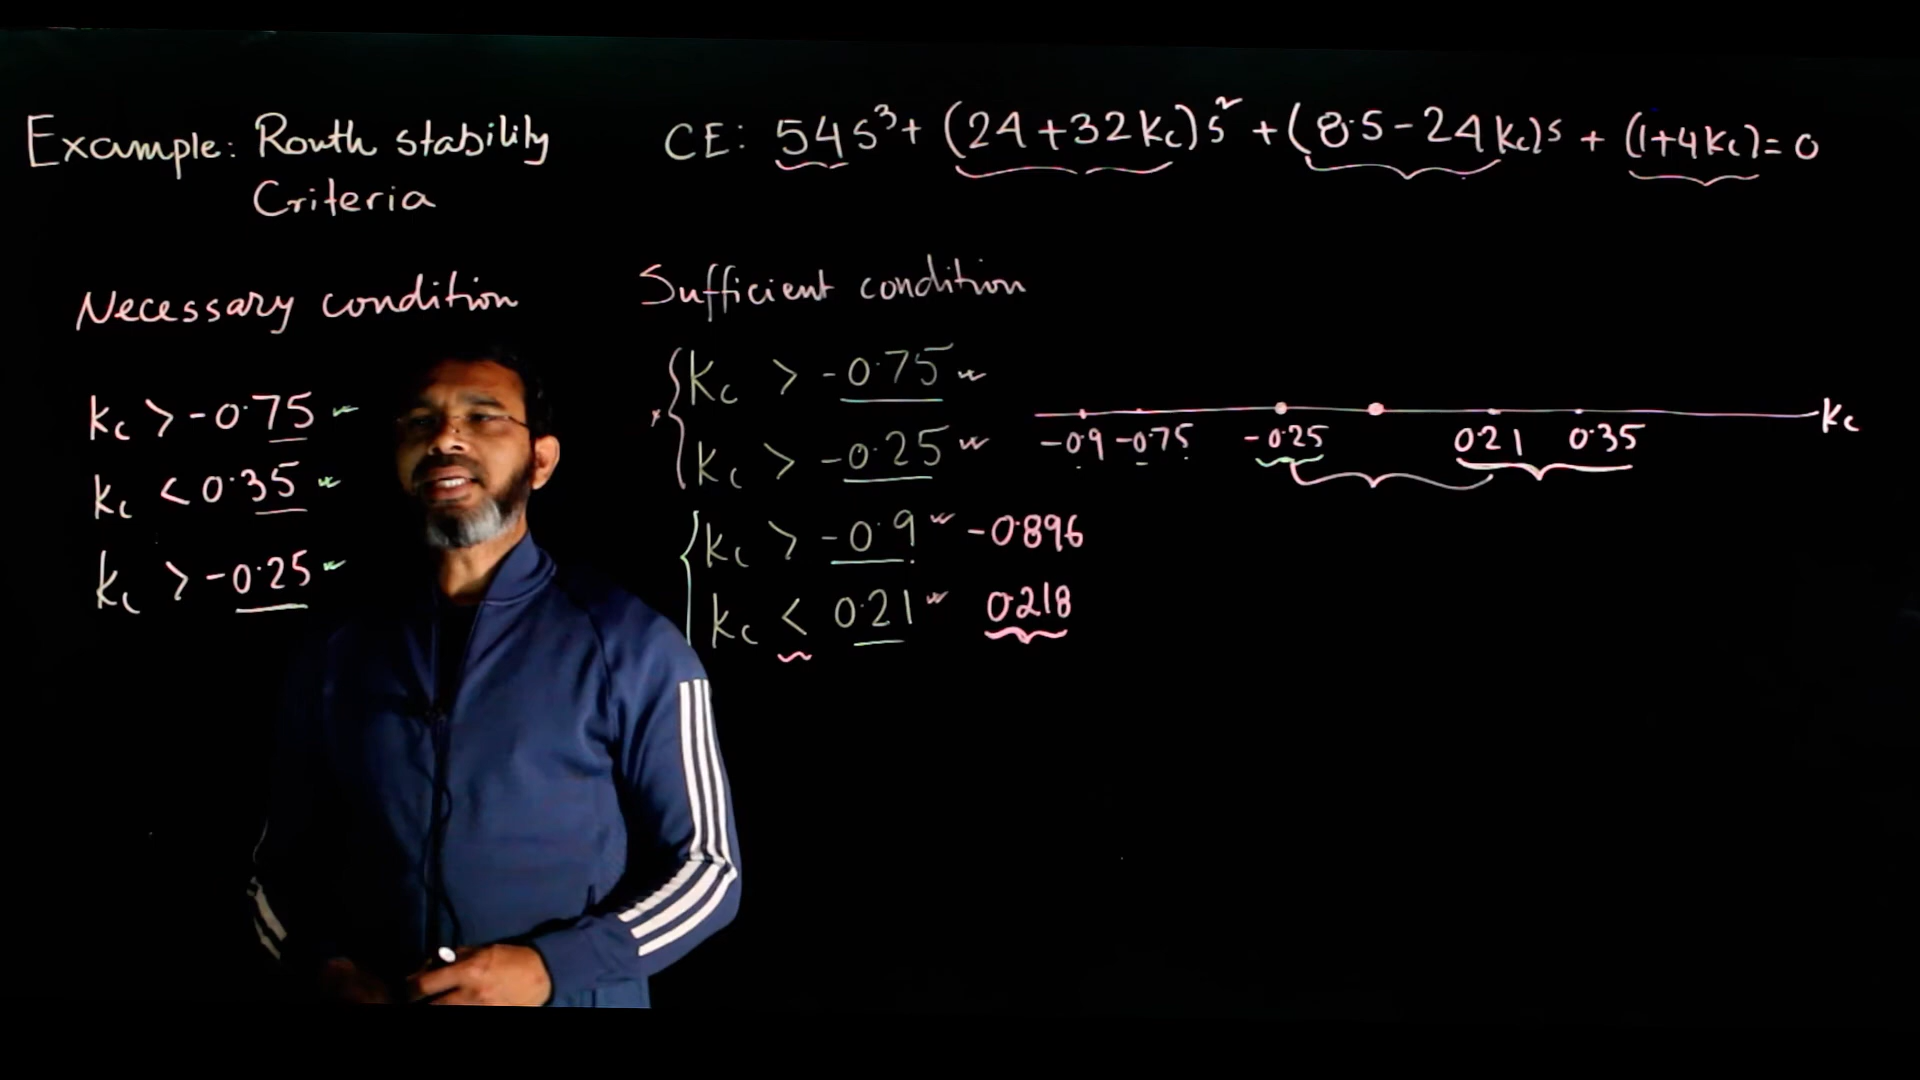 Example: Routh stability
Criteria
CE: 54s³ + (24+32kc)s² + (8.5-24kc)s + (1+4kc) = 0
Necessary condition
kc > -0.75
kc < 0.35
kc > -0.25
Sufficient condition
kc > -0.75
kc > -0.25
kc > -0.9 -0.896
kc < 0.21 0.218
-0.9 -0.75 -0.25 0.21 0.35 kc